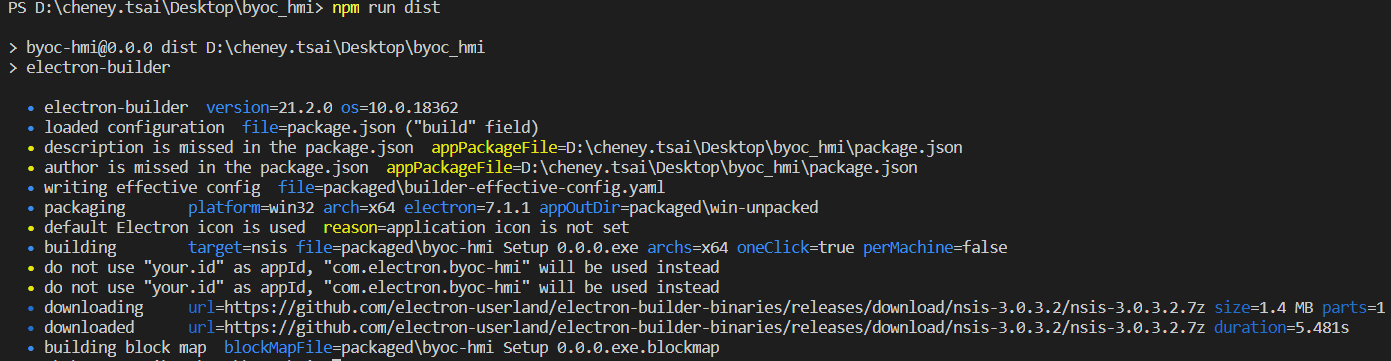 PS D:\cheney.tsai\Desktop\byoc_hmi> npm run dist
> byoc-hmi@0.0.0 dist D:\cheney.tsai\Desktop\byoc_hmi
> electron-builder
• electron-builder version=21.2.0 os=10.0.18362
• loaded configuration file=package.json ("build" field)
• description is missed in the package.json appPackageFile=D:\cheney.tsai\Desktop\byoc_hmi\package.json
• author is missed in the package.json appPackageFile=D:\cheney.tsai\Desktop\byoc_hmi\package.json
• writing effective config file=packaged\builder-effective-config.yaml
• packaging platform=win32 arch=x64 electron=7.1.1 appOutDir=packaged\win-unpacked
• default Electron icon is used reason=application icon is not set
• building target=nsis file=packaged\byoc-hmi Setup 0.0.0.exe archs=x64 oneClick=true perMachine=false
• do not use "your.id" as appId, "com.electron.byoc-hmi" will be used instead
• do not use "your.id" as appId, "com.electron.byoc-hmi" will be used instead
• downloading url=https://github.com/electron-userland/electron-builder-binaries/releases/download/nsis-3.0.3.2/nsis-3.0.3.2.7z size=1.4 MB parts=1
• downloaded url=https://github.com/electron-userland/electron-builder-binaries/releases/download/nsis-3.0.3.2/nsis-3.0.3.2.7z duration=5.481s
• building block map blockMapFile=packaged\byoc-hmi Setup 0.0.0.exe.blockmap